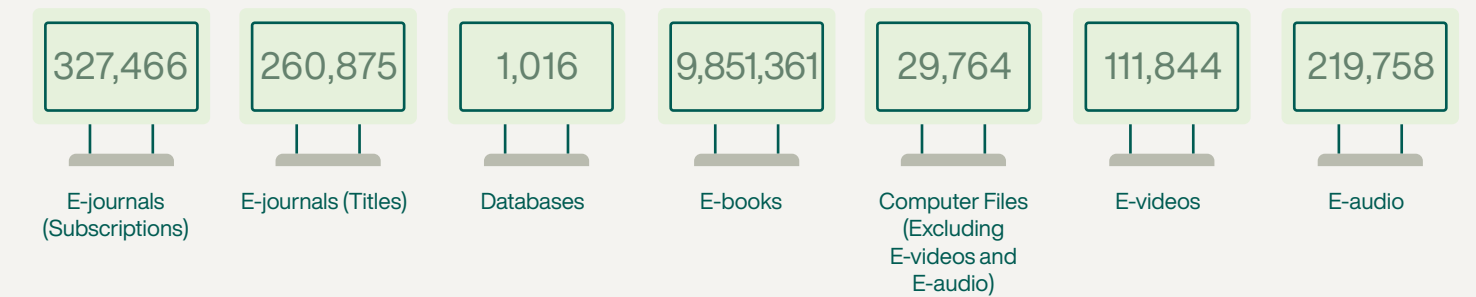 327,466
260,875
1,016
9,851,361
29,764
111,844
219,758
E-journals
(Subscriptions)
E-journals (Titles)
Databases
E-books
Computer Files
(Excluding
E-videos and
E-audio)
E-videos
E-audio